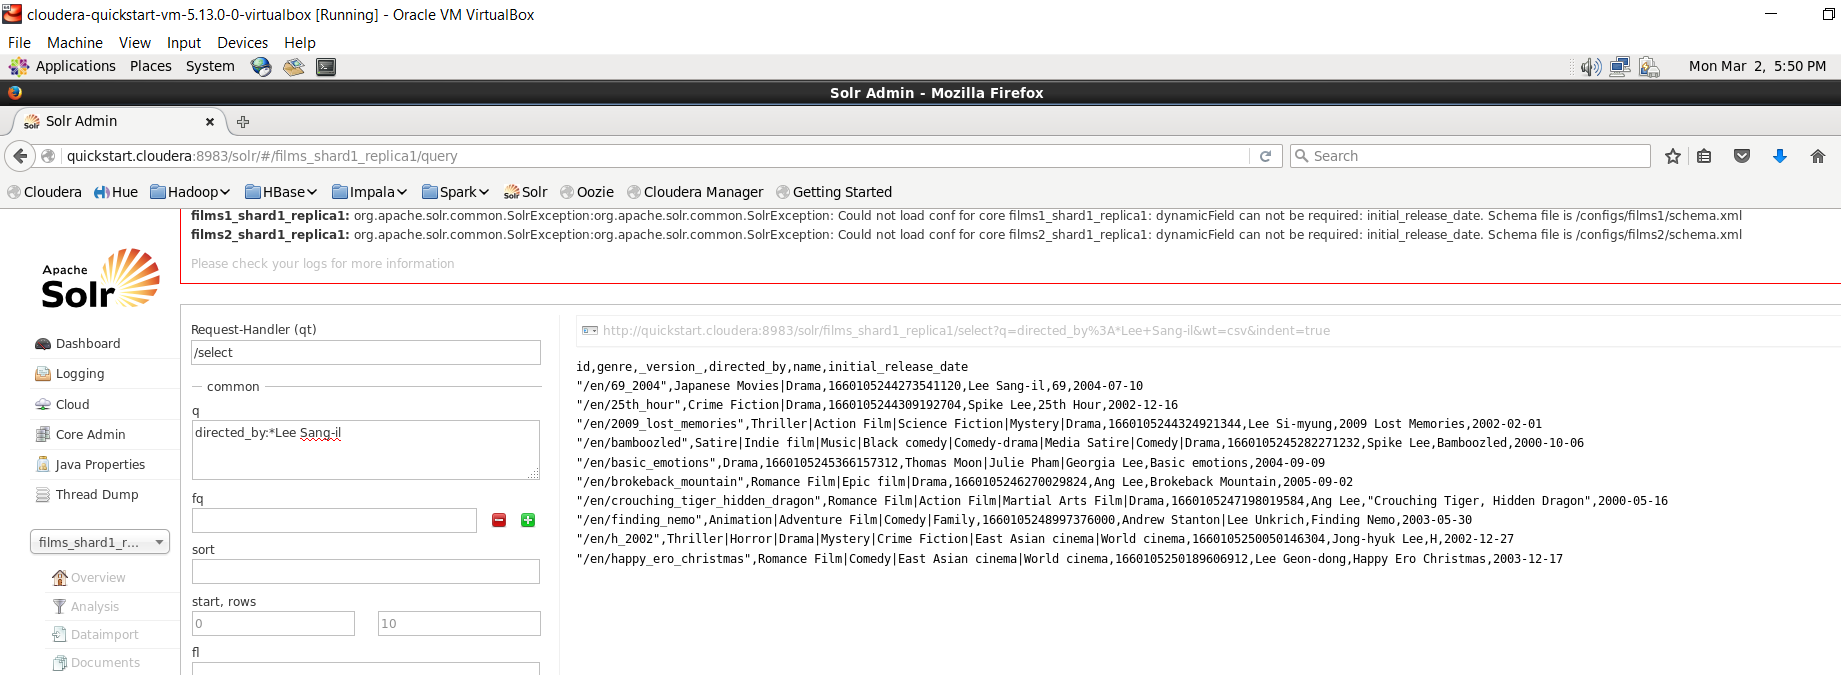 cloudera-quickstart-vm-5.13.0-0-virtualbox [Running] - Oracle VM VirtualBox
File Machine View Input Devices Help
Applications Places System Mon Mar 2, 5:50 PM
Solr Admin - Mozilla Firefox
Solr Admin
quickstart.cloudera:8983/solr/#/films_shard1_replica1/query Search
Cloudera Hue Hadoop HBase Impala Spark Solr Oozie Cloudera Manager Getting Started
films1_shard1_replica1: org.apache.solr.common.SolrException:org.apache.solr.common.SolrException: Could not load conf for core films1_shard1_replica1: dynamicField can not be required: initial_release_date. Schema file is /configs/films1/schema.xml
films2_shard1_replica1: org.apache.solr.common.SolrException:org.apache.solr.common.SolrException: Could not load conf for core films2_shard1_replica1: dynamicField can not be required: initial_release_date. Schema file is /configs/films2/schema.xml
Please check your logs for more information
Apache
Solr
Dashboard
Logging
Cloud
Core Admin
Java Properties
Thread Dump
films_shard1_r...
Overview
Analysis
Dataimport
Documents
Request-Handler (qt)
/select
common
q
directed_by:*Lee Sang-il
fq
sort
start, rows
0 10
fl
http://quickstart.cloudera:8983/solr/films_shard1_replica1/select?q=directed_by%3A*Lee+Sang-il&wt=csv&indent=true
id,genre,_version_,directed_by,name,initial_release_date
"/en/69_2004",Japanese Movies|Drama,1660105244273541120,Lee Sang-il,69,2004-07-10
"/en/25th_hour",Crime Fiction|Drama,1660105244309192704,Spike Lee,25th Hour,2002-12-16
"/en/2009_lost_memories",Thriller|Action Film|Science Fiction|Mystery|Drama,1660105244324921344,Lee Si-myung,2009 Lost Memories,2002-02-01
"/en/bamboozled",Satire|Indie film|Music|Black comedy|Comedy-drama|Media Satire|Comedy|Drama,1660105245282271232,Spike Lee,Bamboozled,2000-10-06
"/en/basic_emotions",Drama,1660105245366157312,Thomas Moon|Julie Pham|Georgia Lee,Basic emotions,2004-09-09
"/en/brokeback_mountain",Romance Film|Epic film|Drama,1660105246270029824,Ang Lee,Brokeback Mountain,2005-09-02
"/en/crouching_tiger_hidden_dragon",Romance Film|Action Film|Martial Arts Film|Drama,1660105247198019584,Ang Lee,"Crouching Tiger, Hidden Dragon",2000-05-16
"/en/finding_nemo",Animation|Adventure Film|Comedy|Family,1660105248997376000,Andrew Stanton|Lee Unkrich,Finding Nemo,2003-05-30
"/en/h_2002",Thriller|Horror|Drama|Mystery|Crime Fiction|East Asian cinema|World cinema,1660105250050146304,Jong-hyuk Lee,H,2002-12-27
"/en/happy_ero_christmas",Romance Film|Comedy|East Asian cinema|World cinema,1660105250189606912,Lee Geon-dong,Happy Ero Christmas,2003-12-17